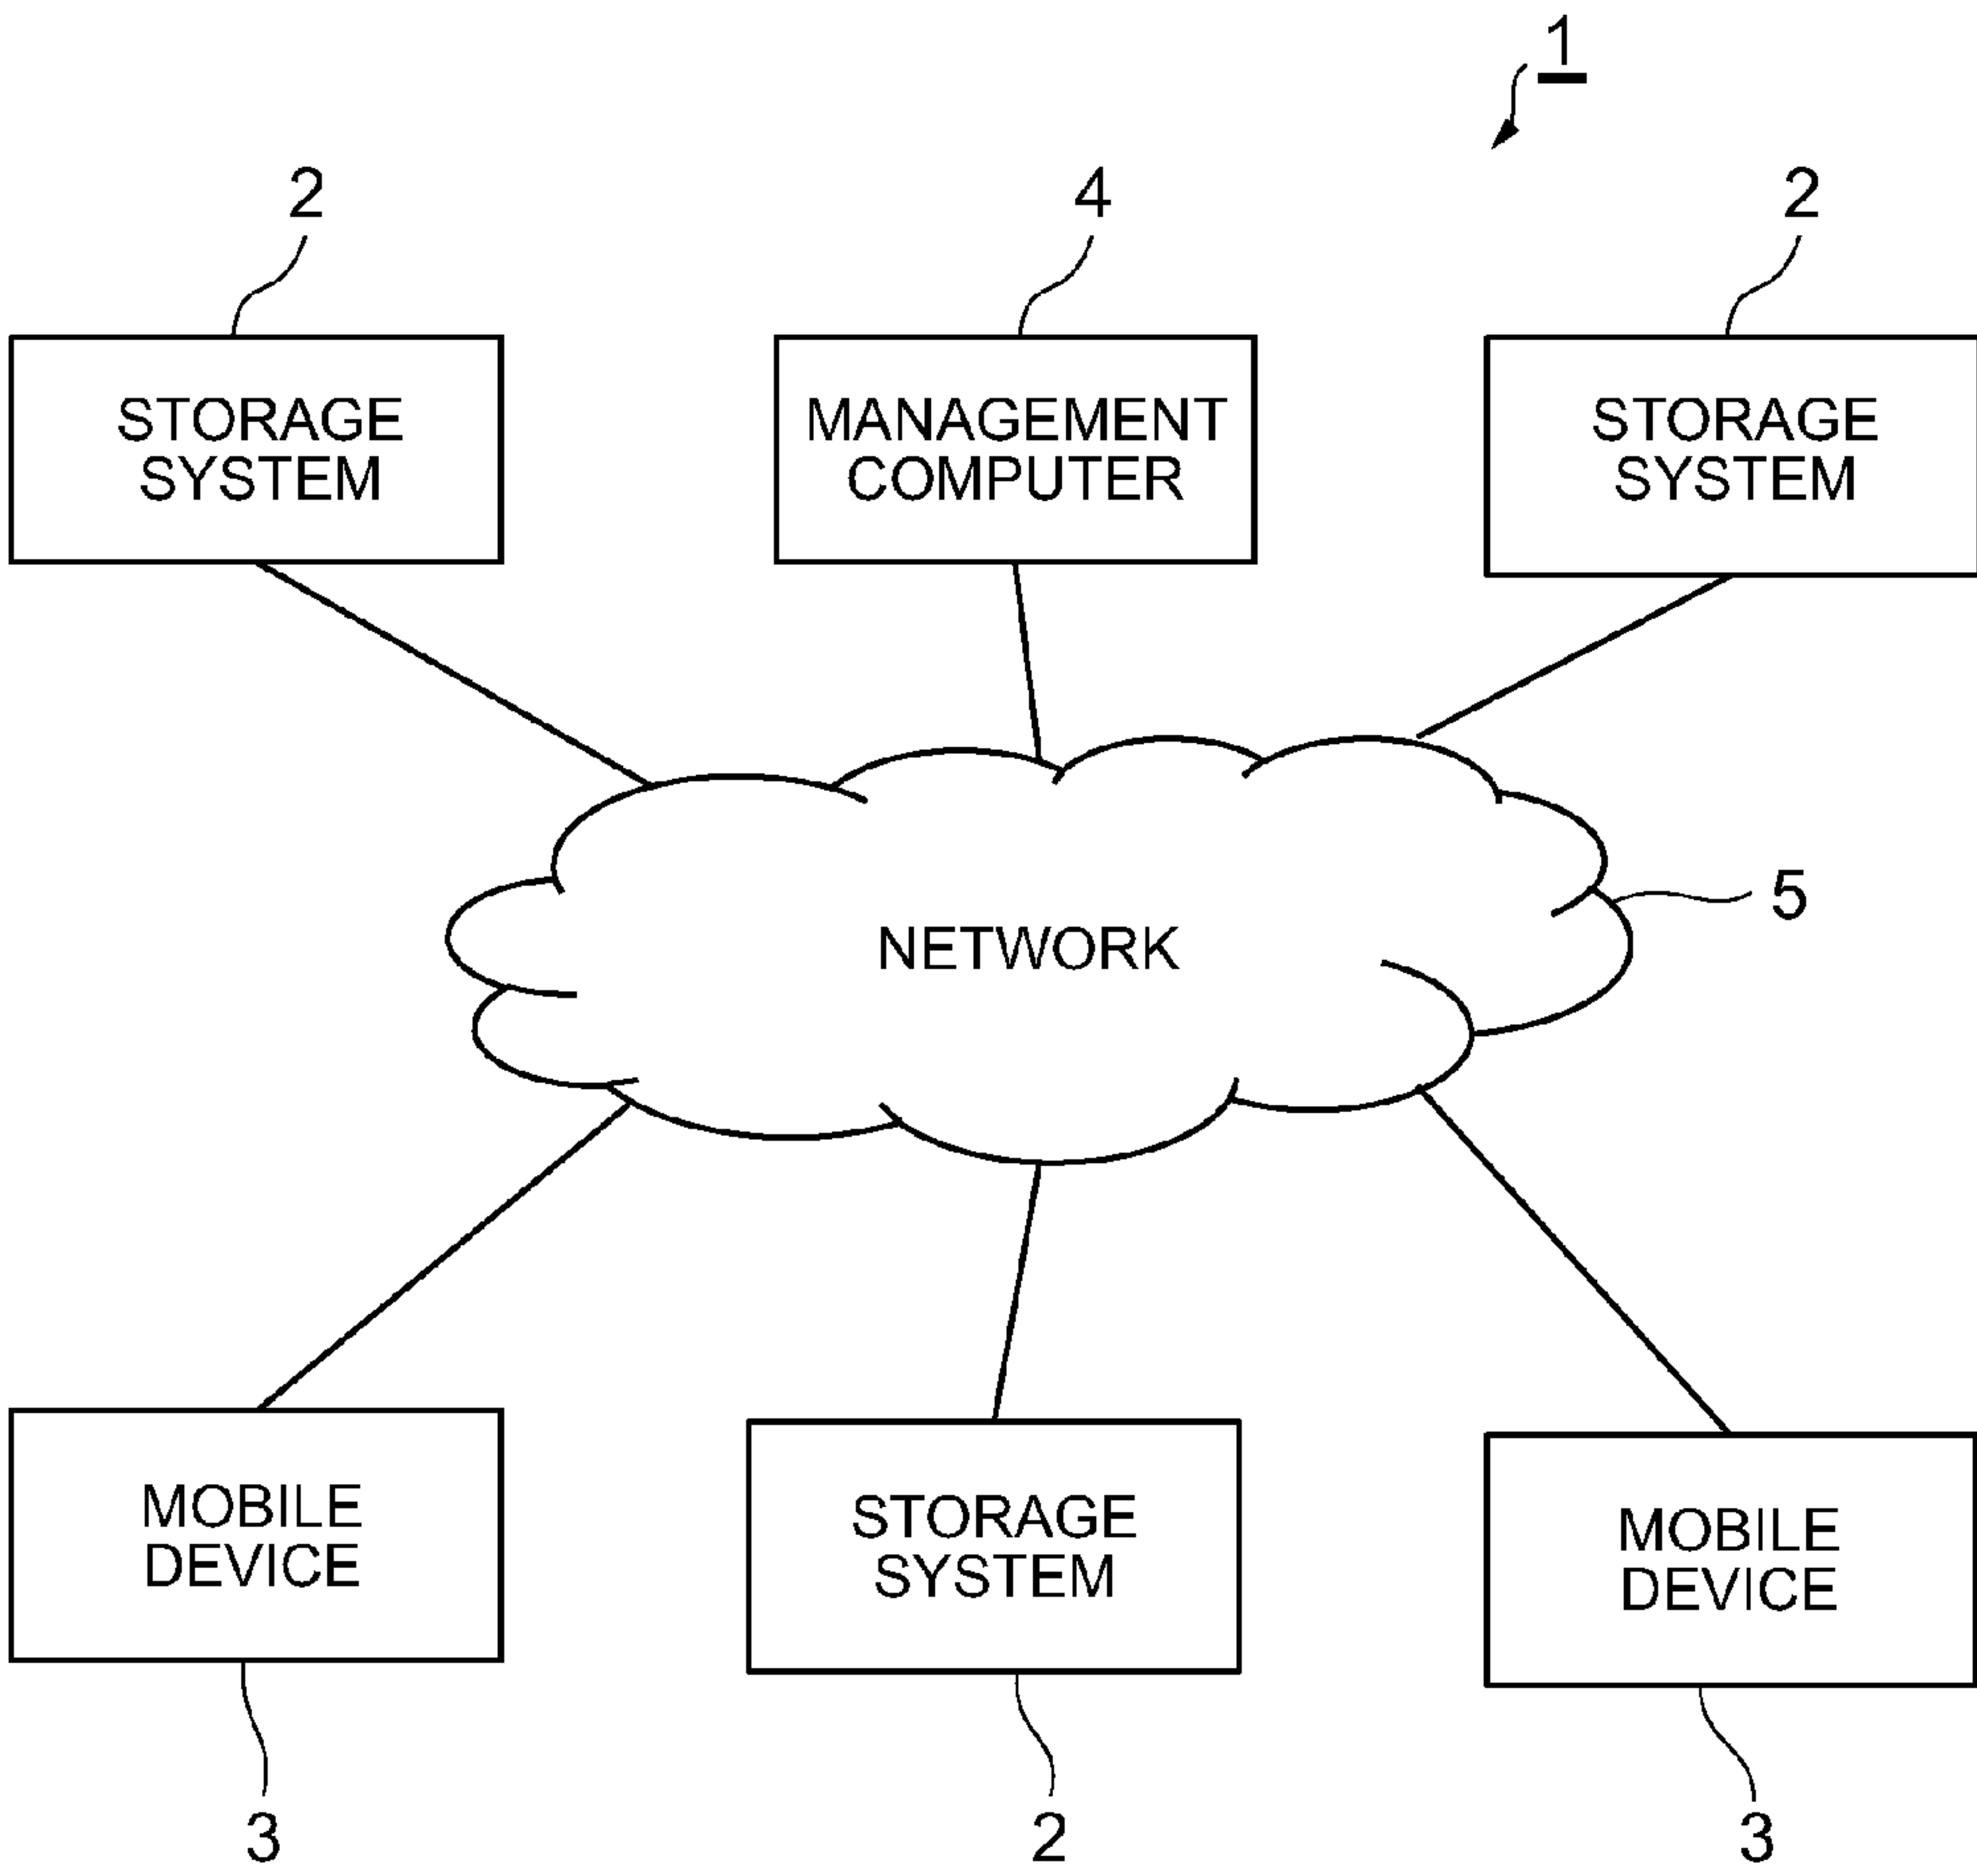 1
2
4
2
STORAGE
SYSTEM
MANAGEMENT
COMPUTER
STORAGE
SYSTEM
5
NETWORK
MOBILE
DEVICE
STORAGE
SYSTEM
MOBILE
DEVICE
3
2
3